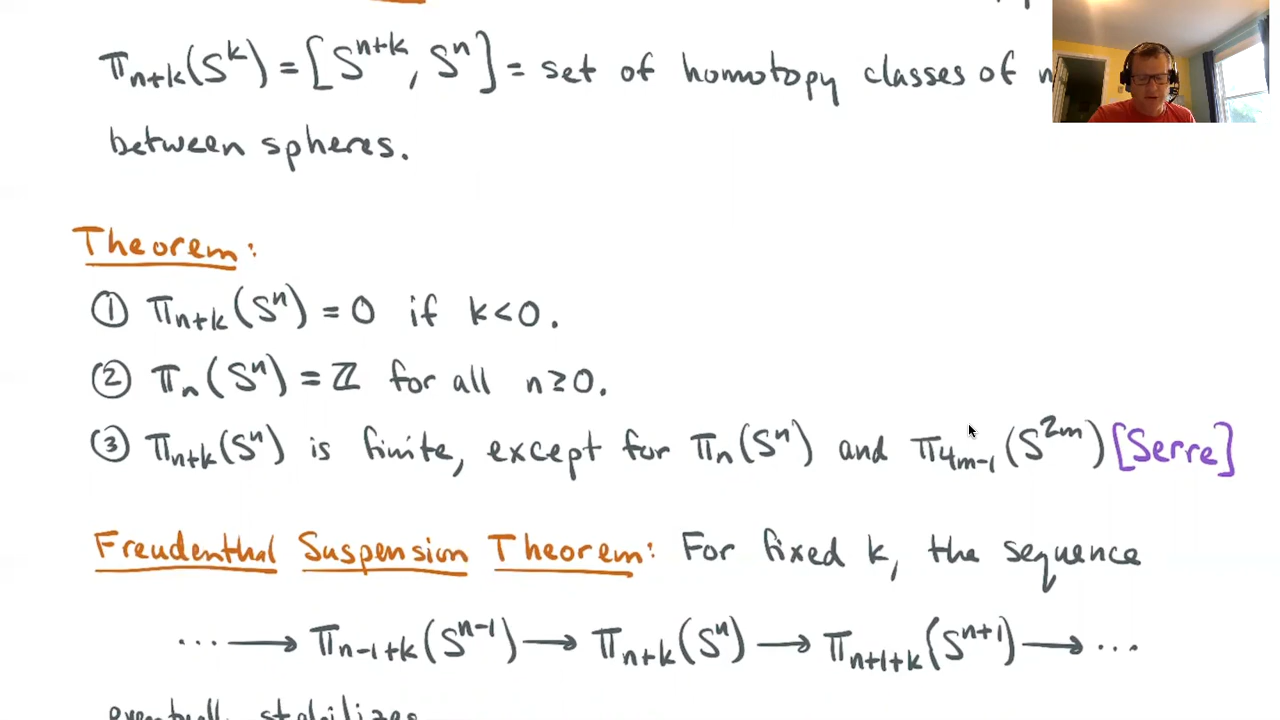 π_{n+k}(S^k) = [S^{n+k}, S^n] = set of homotopy classes of
between spheres.
Theorem:
① π_{n+k}(S^n) = 0 if k<0.
② π_n(S^n) = ℤ for all n≥0.
③ π_{n+k}(S^n) is finite, except for π_n(S^n) and π_{4m-1}(S^{2m}) [Serre]
Freudenthal Suspension Theorem: For fixed k, the sequence
··· → π_{n-1+k}(S^{n-1}) → π_{n+k}(S^n) → π_{n+1+k}(S^{n+1}) → ···
eventually stabilizes